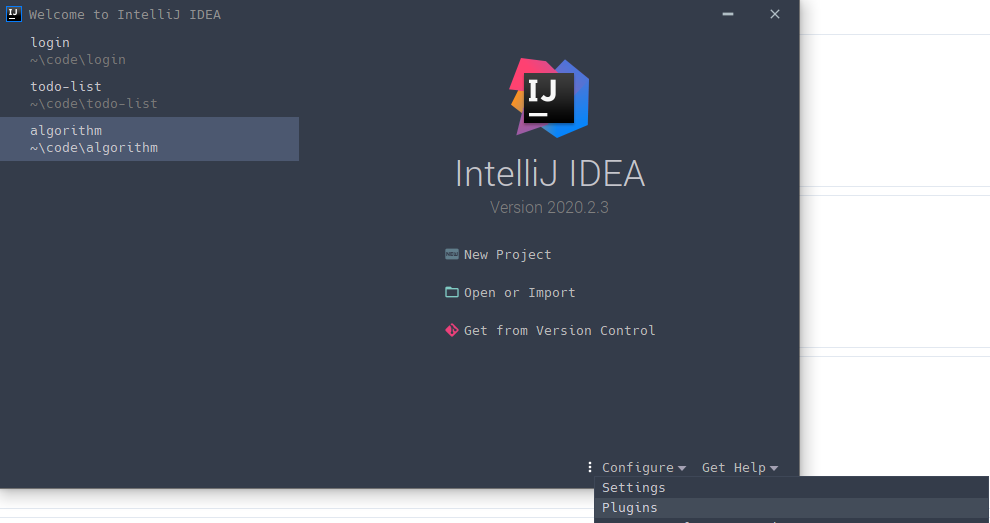 Welcome to IntelliJ IDEA
login
~\code\login
todo-list
~\code\todo-list
algorithm
~\code\algorithm
IJ
IntelliJ IDEA
Version 2020.2.3
New Project
Open or Import
Get from Version Control
Configure
Get Help
Settings
Plugins